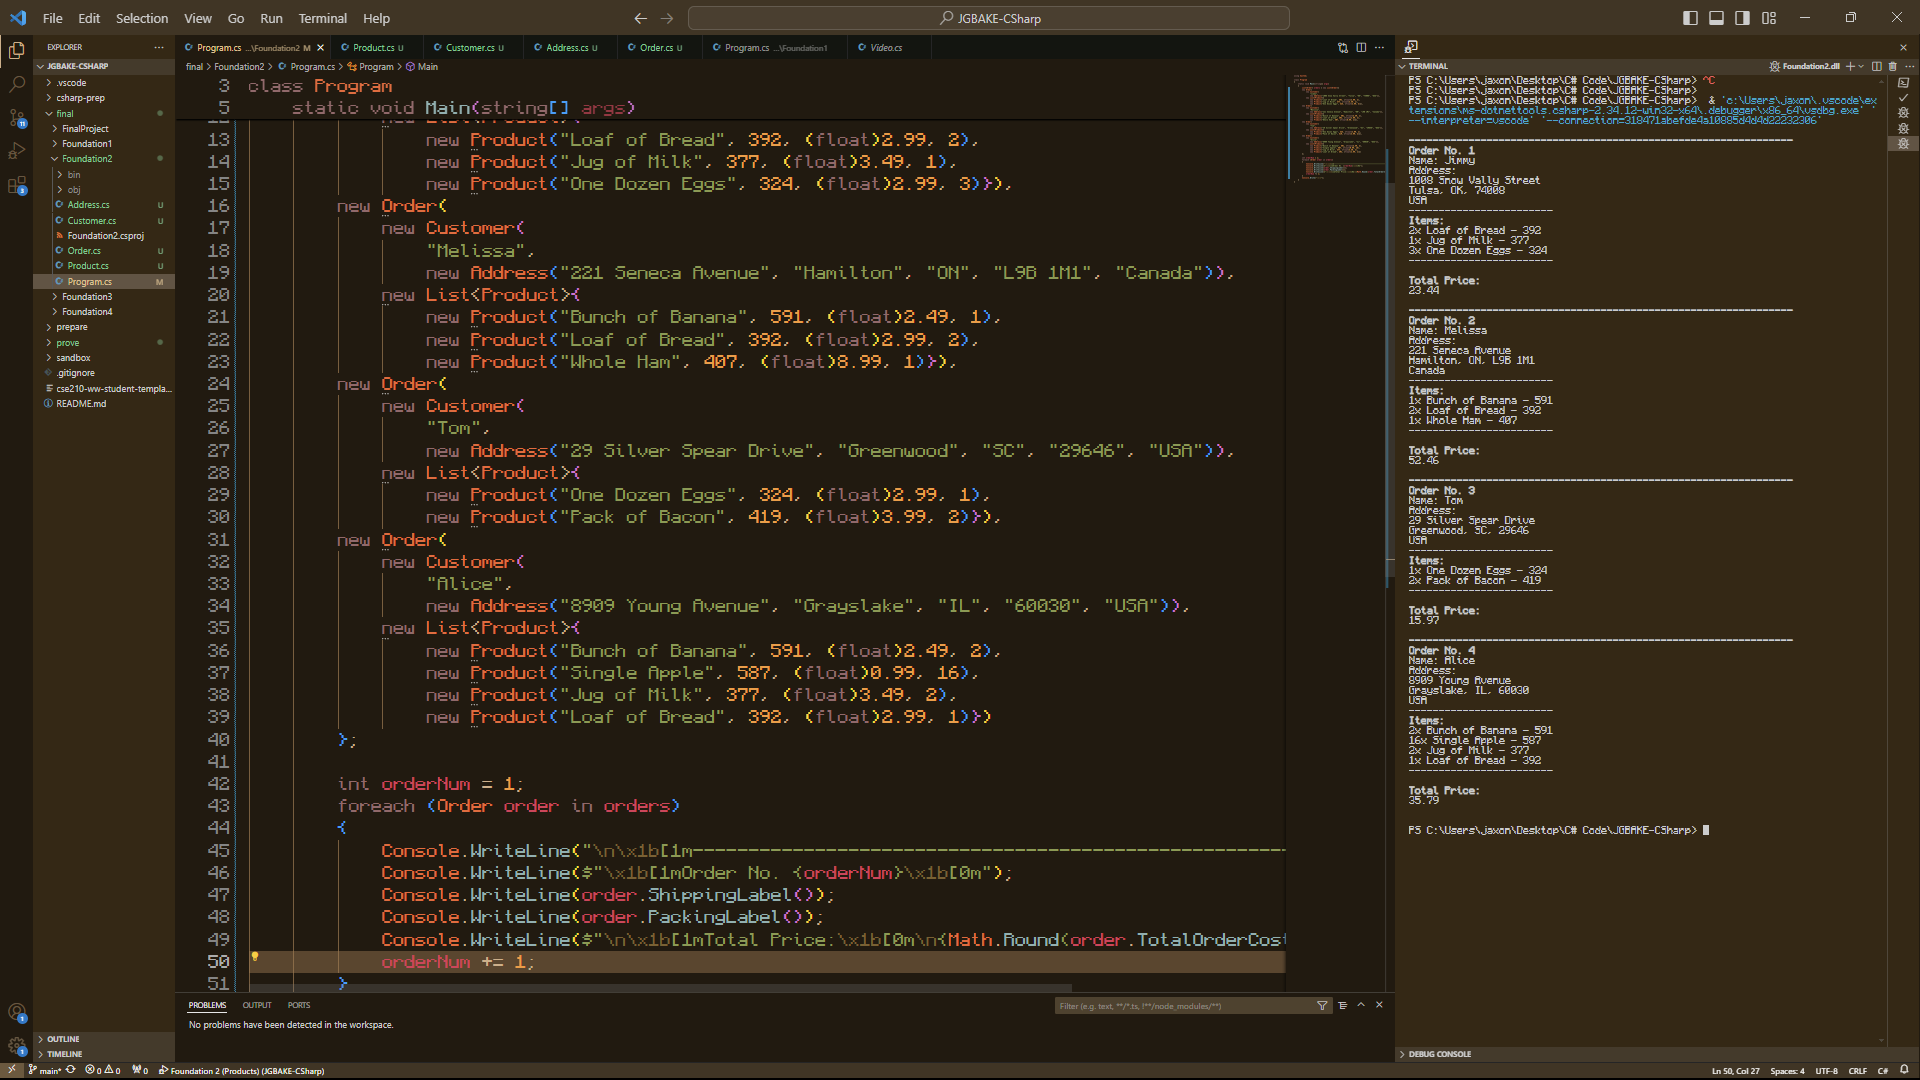 File Edit Selection View Go Run Terminal Help
JGBAKE-CSharp
EXPLORER
JGBAKE-CSHARP
.vscode
csharp-prep
final
FinalProject
Foundation1
Foundation2
bin
obj
Address.cs U
Customer.cs U
Foundation2.csproj
Order.cs U
Product.cs U
Program.cs M
Foundation3
Foundation4
prepare
prove
sandbox
.gitignore
cse210-ww-student-templa...
README.md
OUTLINE
TIMELINE
Program.cs ...\Foundation2 M
Product.cs U
Customer.cs U
Address.cs U
Order.cs U
Program.cs ...\Foundation1
Video.cs
final > Foundation2 > Program.cs > Program > Main
3 class Program
5 static void Main(string[] args)
13 new Product("Loaf of Bread", 392, (float)2.99, 2),
14 new Product("Jug of Milk", 377, (float)3.49, 1),
15 new Product("One Dozen Eggs", 324, (float)2.99, 3)}),
16 new Order(
17 new Customer(
18 "Melissa",
19 new Address("221 Seneca Avenue", "Hamilton", "ON", "L9B 1M1", "Canada")),
20 new List<Product>{
21 new Product("Bunch of Banana", 591, (float)2.49, 1),
22 new Product("Loaf of Bread", 392, (float)2.99, 2),
23 new Product("Whole Ham", 407, (float)8.99, 1)}),
24 new Order(
25 new Customer(
26 "Tom",
27 new Address("29 Silver Spear Drive", "Greenwood", "SC", "29646", "USA")),
28 new List<Product>{
29 new Product("One Dozen Eggs", 324, (float)2.99, 1),
30 new Product("Pack of Bacon", 419, (float)3.99, 2)}),
31 new Order(
32 new Customer(
33 "Alice",
34 new Address("8909 Young Avenue", "Grayslake", "IL", "60030", "USA")),
35 new List<Product>{
36 new Product("Bunch of Banana", 591, (float)2.49, 2),
37 new Product("Single Apple", 587, (float)0.99, 16),
38 new Product("Jug of Milk", 377, (float)3.49, 2),
39 new Product("Loaf of Bread", 392, (float)2.99, 1)})
40 };
41
42 int orderNum = 1;
43 foreach (Order order in orders)
44 {
45 Console.WriteLine("\n\x1b[1m------------------------------------------------------
46 Console.WriteLine($"\x1b[1mOrder No. {orderNum}\x1b[0m");
47 Console.WriteLine(order.ShippingLabel());
48 Console.WriteLine(order.PackingLabel());
49 Console.WriteLine($"\n\x1b[1mTotal Price:\x1b[0m\n{Math.Round(order.TotalOrderCost
50 orderNum += 1;
51 }
PROBLEMS OUTPUT PORTS
Filter (e.g. text, **/*.ts, !**/node_modules/**)
No problems have been detected in the workspace.
TERMINAL
Foundation2.dll
PS C:\Users\jaxon\Desktop\C# Code\JGBAKE-CSharp> ^C
PS C:\Users\jaxon\Desktop\C# Code\JGBAKE-CSharp>
PS C:\Users\jaxon\Desktop\C# Code\JGBAKE-CSharp> & 'c:\Users\jaxon\.vscode\ex
tensions\ms-dotnettools.csharp-2.34.12-win32-x64\.debugger\x86_64\vsdbg.exe' '
--interpreter=vscode' '--connection=318471abefde4a10885d4d4d22232306'
----------------------------------------------------------------
Order No. 1
Name: Jimmy
Address:
1008 Snow Vally Street
Tulsa, OK, 74008
USA
------------------------
Items:
2x Loaf of Bread - 392
1x Jug of Milk - 377
3x One Dozen Eggs - 324
------------------------
Total Price:
23.44
----------------------------------------------------------------
Order No. 2
Name: Melissa
Address:
221 Seneca Avenue
Hamilton, ON, L9B 1M1
Canada
------------------------
Items:
1x Bunch of Banana - 591
2x Loaf of Bread - 392
1x Whole Ham - 407
------------------------
Total Price:
52.46
----------------------------------------------------------------
Order No. 3
Name: Tom
Address:
29 Silver Spear Drive
Greenwood, SC, 29646
USA
------------------------
Items:
1x One Dozen Eggs - 324
2x Pack of Bacon - 419
------------------------
Total Price:
15.97
----------------------------------------------------------------
Order No. 4
Name: Alice
Address:
8909 Young Avenue
Grayslake, IL, 60030
USA
------------------------
Items:
2x Bunch of Banana - 591
16x Single Apple - 587
2x Jug of Milk - 377
1x Loaf of Bread - 392
------------------------
Total Price:
35.79
PS C:\Users\jaxon\Desktop\C# Code\JGBAKE-CSharp>
DEBUG CONSOLE
main* 0 0 0 Foundation 2 (Products) (JGBAKE-CSharp)
Ln 50, Col 27 Spaces: 4 UTF-8 CRLF C#